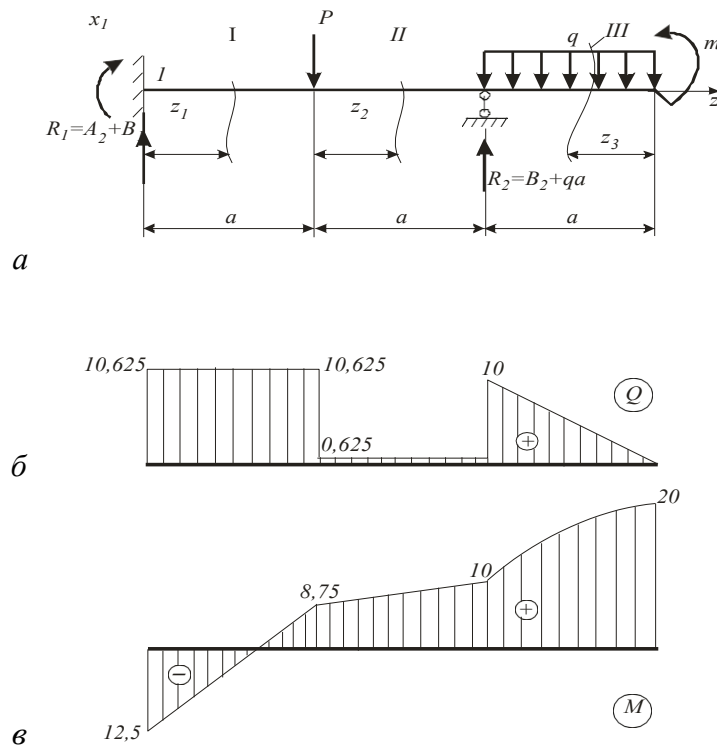 x₁ I P II q III m
1 z₁ z₂ z
R₁=A₂+B z₃
R₂=B₂+qa
a a a
а
10,625 10,625 10 Q
0,625 +
б
20
8,75 10 +
−
12,5 M
в